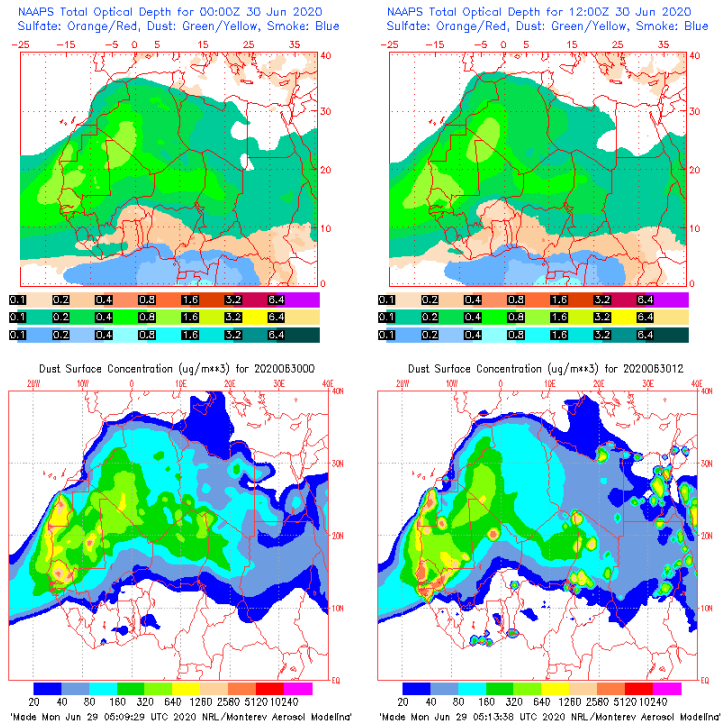 NAAPS Total Optical Depth for 00:00Z 30 Jun 2020
Sulfate: Orange/Red, Dust: Green/Yellow, Smoke: Blue
-25 -15 -5 5 15 25 35
40
30
20
10
0
0.1 0.2 0.4 0.8 1.6 3.2 6.4
0.1 0.2 0.4 0.8 1.6 3.2 6.4
0.1 0.2 0.4 0.8 1.6 3.2 6.4
NAAPS Total Optical Depth for 12:00Z 30 Jun 2020
Sulfate: Orange/Red, Dust: Green/Yellow, Smoke: Blue
-25 -15 -5 5 15 25 35
40
30
20
10
0
0.1 0.2 0.4 0.8 1.6 3.2 6.4
0.1 0.2 0.4 0.8 1.6 3.2 6.4
0.1 0.2 0.4 0.8 1.6 3.2 6.4
Dust Surface Concentration (ug/m**3) for 2020063000
20W 10W 0 10E 20E 30E 40E
40N
30N
20N
10N
EQ
20 40 80 160 320 640 1280 2580 5120 10240
'Made Mon Jun 29 05:09:29 UTC 2020 NRL/Monterey Aerosol Modeling'
Dust Surface Concentration (ug/m**3) for 2020063012
20W 10W 0 10E 20E 30E 40E
40N
30N
20N
10N
EQ
20 40 80 160 320 640 1280 2580 5120 10240
'Made Mon Jun 29 05:13:38 UTC 2020 NRL/Monterey Aerosol Modeling'